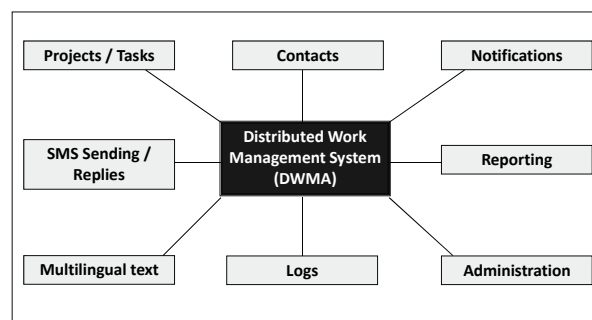 Projects / Tasks
Contacts
Notifications
Distributed Work
Management System
(DWMA)
SMS Sending /
Replies
Reporting
Multilingual text
Logs
Administration